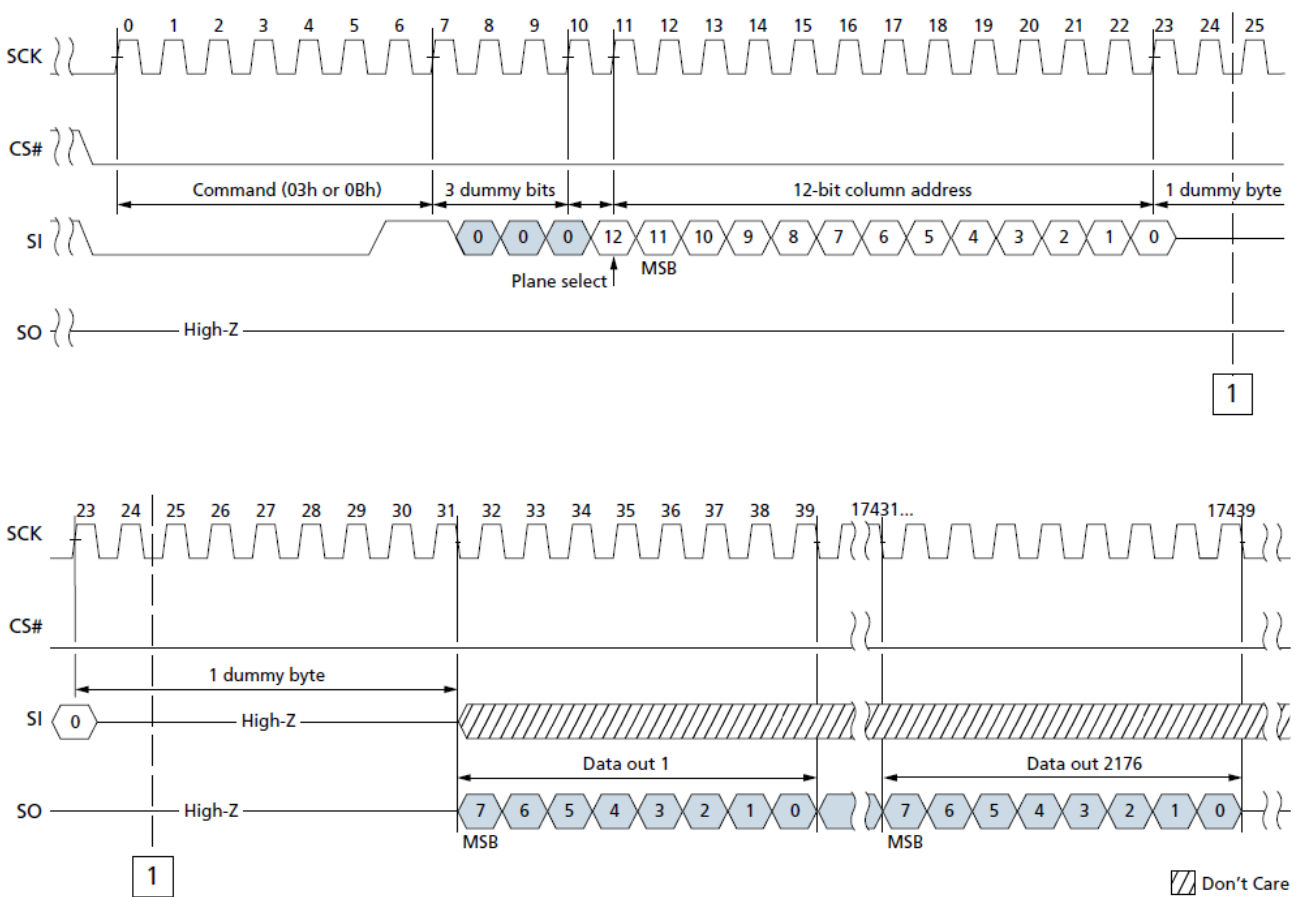 0 1 2 3 4 5 6 7 8 9 10 11 12 13 14 15 16 17 18 19 20 21 22 23 24 25
SCK
CS#
Command (03h or 0Bh) 3 dummy bits 12-bit column address 1 dummy byte
SI 0 0 0 12 11 10 9 8 7 6 5 4 3 2 1 0
MSB
Plane select
SO High-Z
1
23 24 25 26 27 28 29 30 31 32 33 34 35 36 37 38 39 17431... 17439
SCK
CS#
1 dummy byte
SI 0 High-Z
Data out 1 Data out 2176
SO High-Z 7 6 5 4 3 2 1 0 7 6 5 4 3 2 1 0
MSB MSB
1
Don't Care